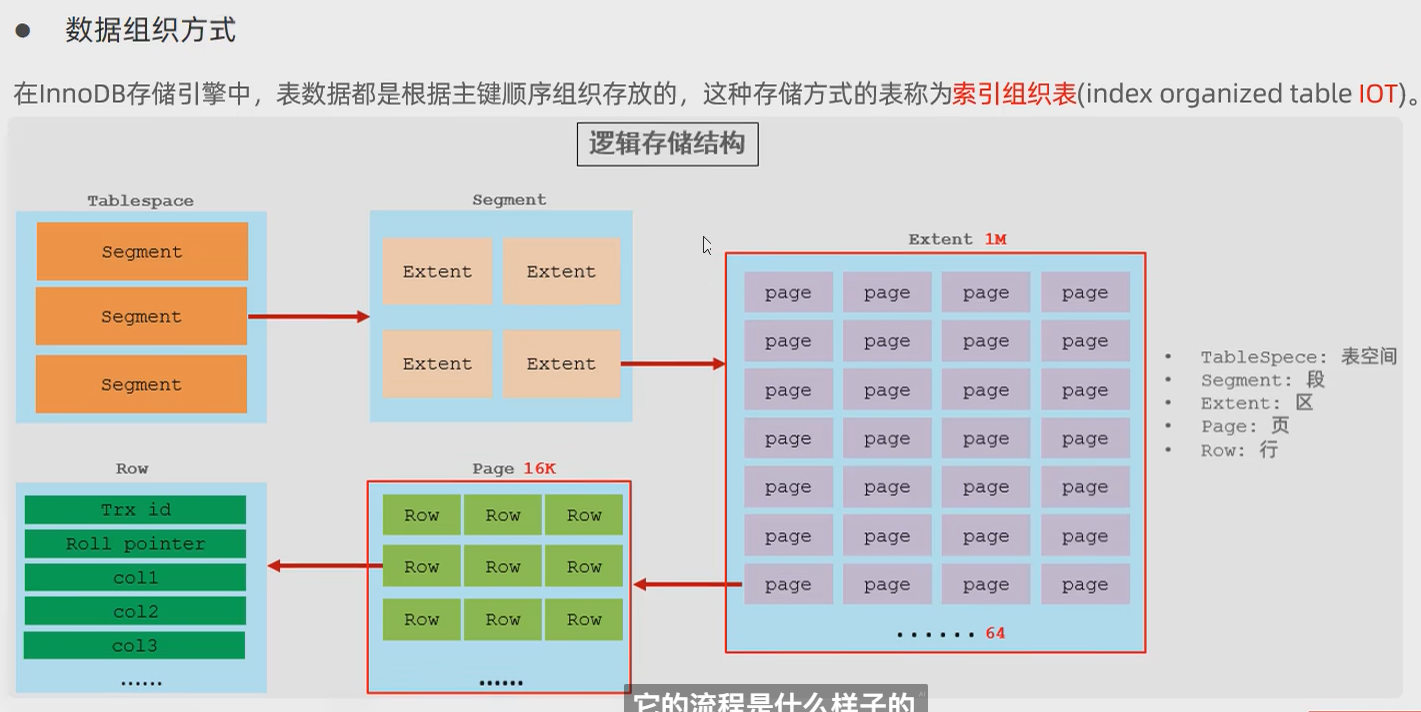 ● 数据组织方式
在InnoDB存储引擎中，表数据都是根据主键顺序组织存放的，这种存储方式的表称为索引组织表(index organized table IOT)。
逻辑存储结构
Tablespace
Segment
Segment
Segment
Segment
Extent Extent
Extent Extent
Extent 1M
page page page page
page page page page
page page page page
page page page page
page page page page
page page page page
page page page page
......64
• TableSpece: 表空间
• Segment: 段
• Extent: 区
• Page: 页
• Row: 行
Row
Trx id
Roll pointer
col1
col2
col3
......
Page 16K
Row Row Row
Row Row Row
Row Row Row
......
它的流程是什么样子的
AI